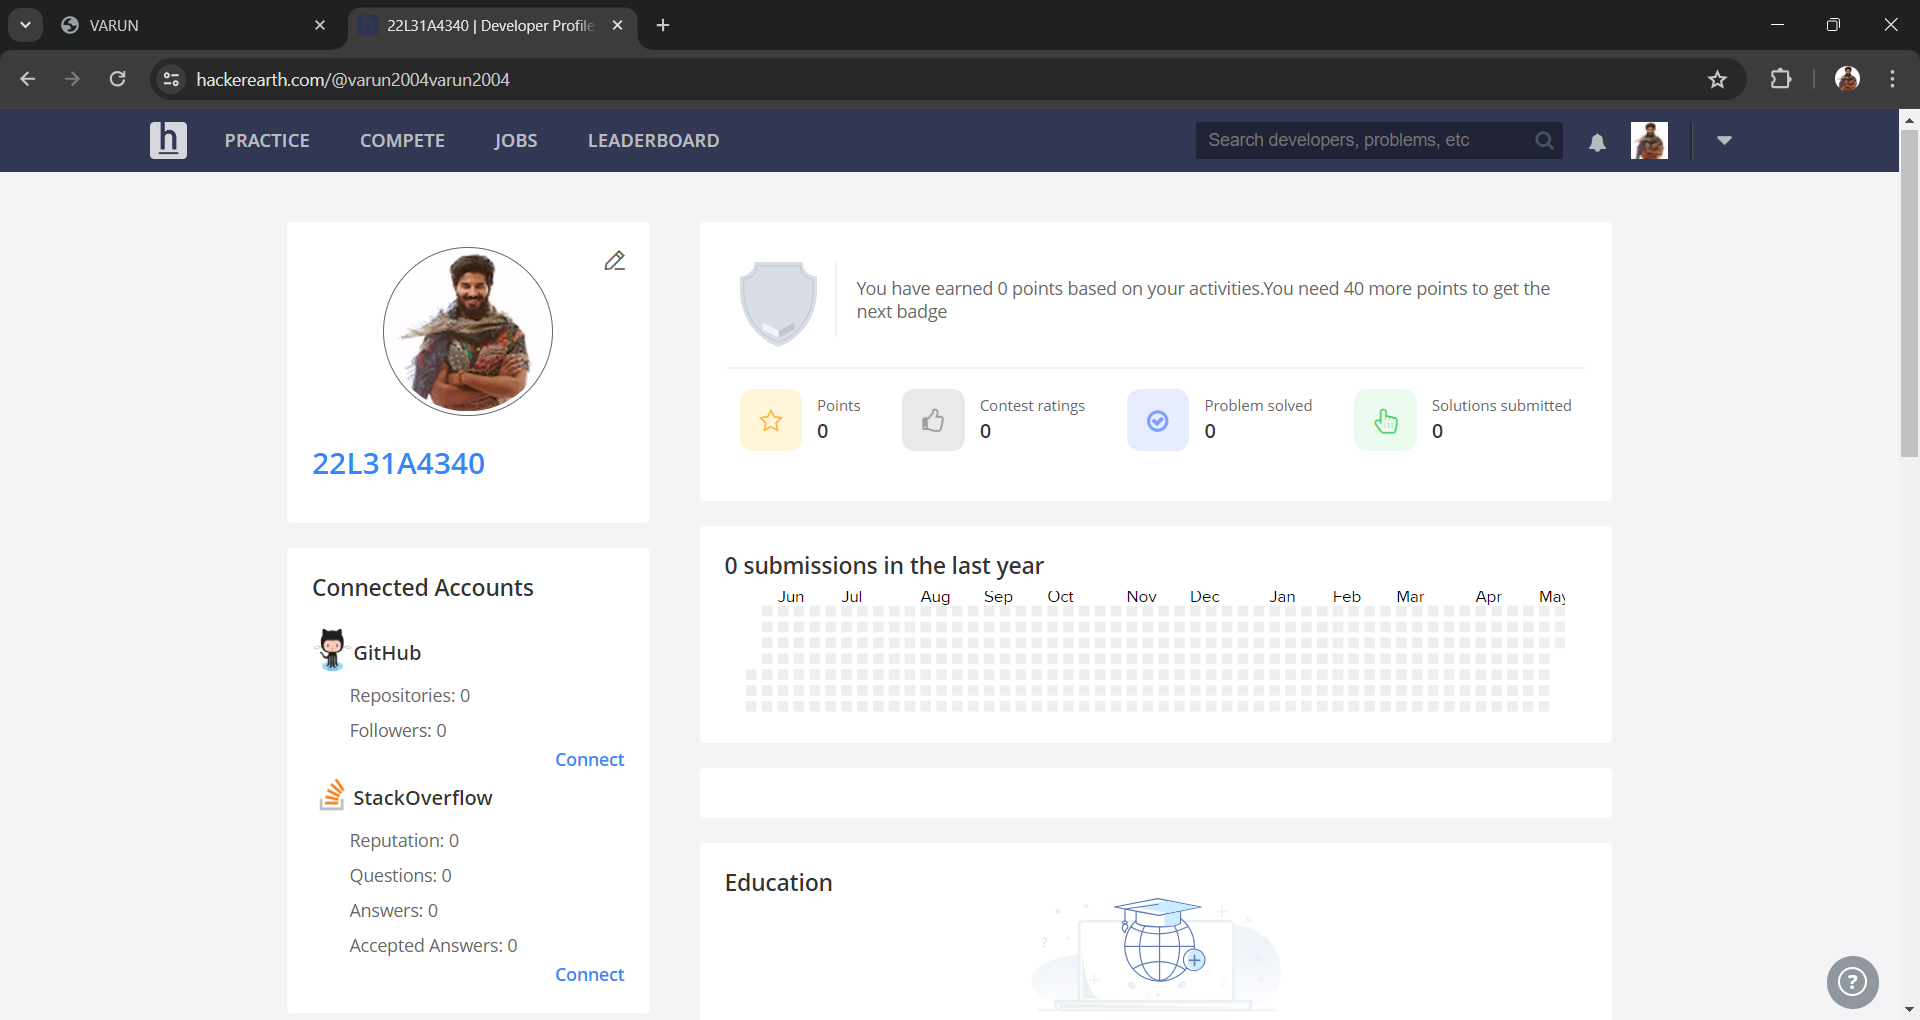 VARUN
22L31A4340 | Developer Profile
hackerearth.com/@varun2004varun2004
h
PRACTICE
COMPETE
JOBS
LEADERBOARD
Search developers, problems, etc
You have earned 0 points based on your activities.You need 40 more points to get the
next badge
Points
0
Contest ratings
0
Problem solved
0
Solutions submitted
0
22L31A4340
0 submissions in the last year
Jun Jul Aug Sep Oct Nov Dec Jan Feb Mar Apr May
Connected Accounts
GitHub
Repositories: 0
Followers: 0
Connect
StackOverflow
Reputation: 0
Questions: 0
Answers: 0
Accepted Answers: 0
Connect
Education
?
?